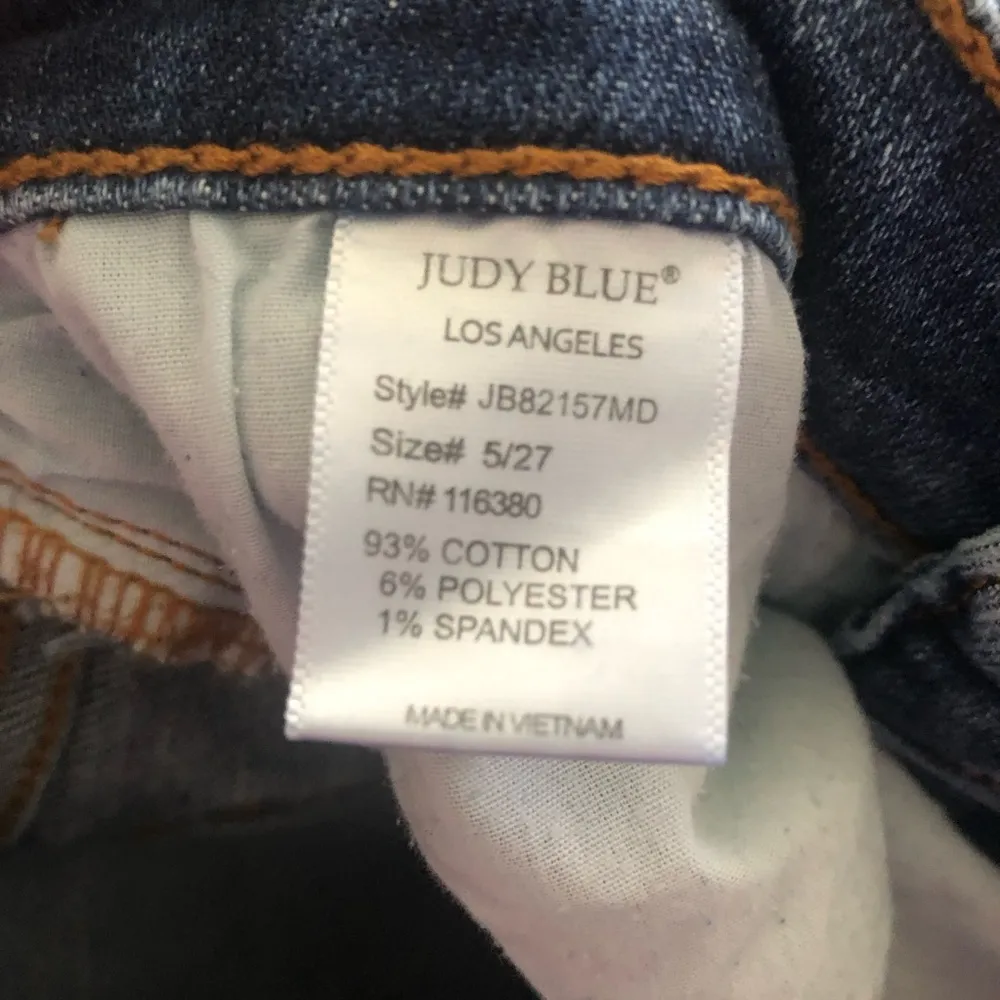 JUDY BLUE®
LOS ANGELES
Style# JB82157MD
Size# 5/27
RN# 116380
93% COTTON
6% POLYESTER
1% SPANDEX
MADE IN VIETNAM